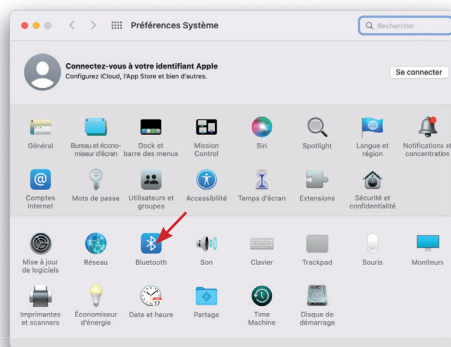 Préférences Système
Rechercher
Connectez-vous à votre identifiant Apple
Configurez iCloud, l'App Store et bien d'autres.
Se connecter
Général
Bureau et écono-
miseur d'écran
Dock et
barre des menus
Mission
Control
Siri
Spotlight
Langue et
région
Notifications et
concentration
Comptes
Internet
Mots de passe
Utilisateurs et
groupes
Accessibilité
Temps d'écran
Extensions
Sécurité et
confidentialité
Mise à jour
de logiciels
Réseau
Bluetooth
Son
Clavier
Trackpad
Souris
Moniteurs
Imprimantes
et scanners
Économiseur
d'énergie
Date et heure
Partage
Time
Machine
Disque de
démarrage